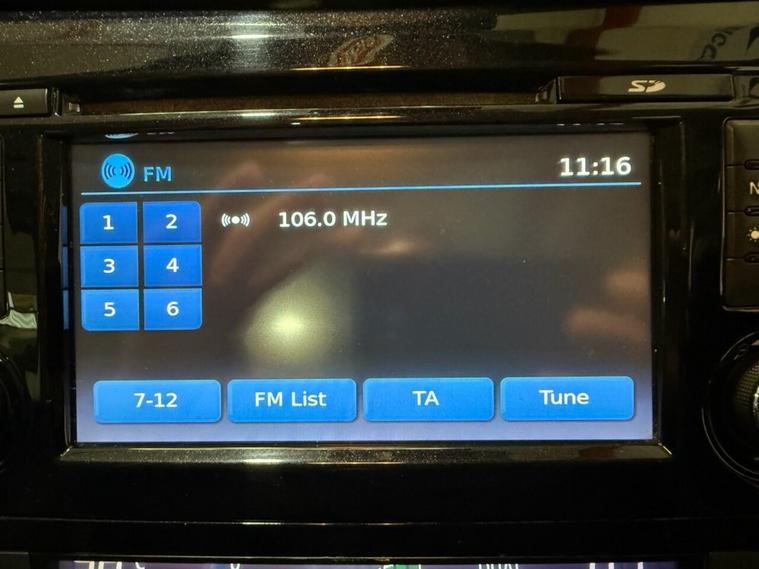 SD
FM
11:16
1
2
106.0 MHz
3
4
5
6
7-12
FM List
TA
Tune
N